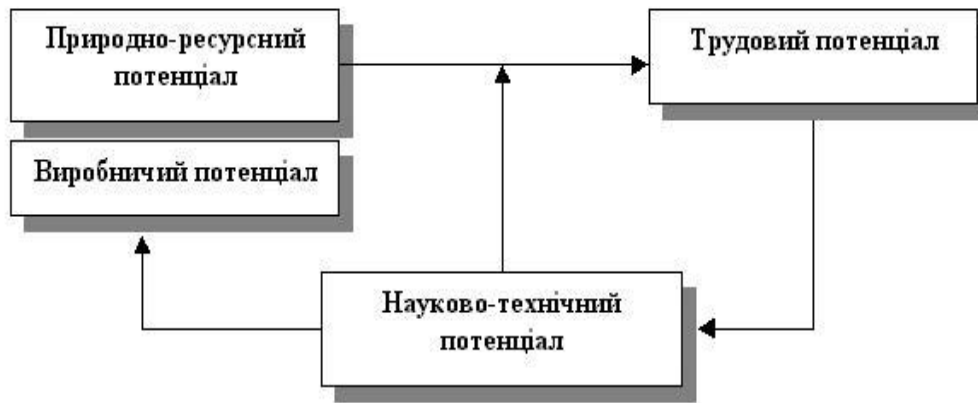 Природно-ресурсний
потенціал
Трудовий потенціал
Виробничий потенціал
Науково-технічний
потенціал